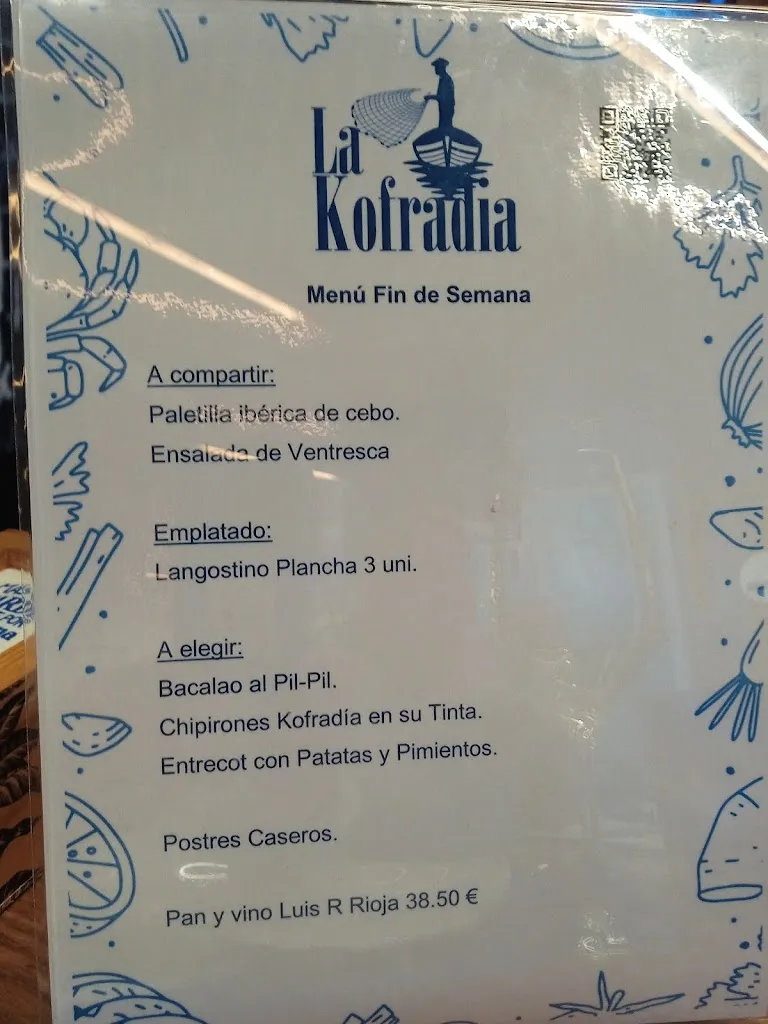 La
Kofradia
Menú Fin de Semana
A compartir:
Paletilla ibérica de cebo.
Ensalada de Ventresca
Emplatado:
Langostino Plancha 3 uni.
A elegir:
Bacalao al Pil-Pil.
Chipirones Kofradía en su Tinta.
Entrecot con Patatas y Pimientos.
Postres Caseros.
Pan y vino Luis R Rioja 38.50 €